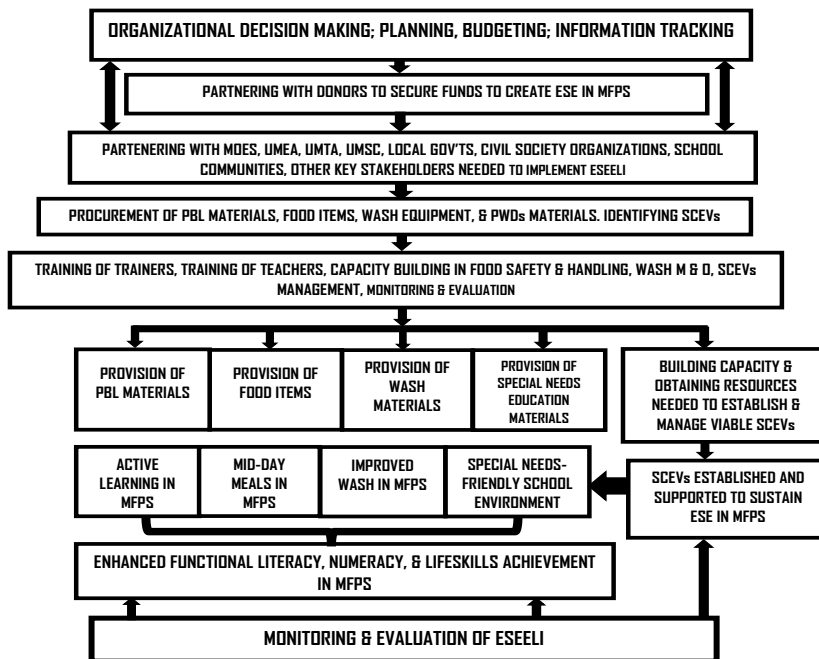 ORGANIZATIONAL DECISION MAKING; PLANNING, BUDGETING; INFORMATION TRACKING
PARTNERING WITH DONORS TO SECURE FUNDS TO CREATE ESE IN MFPS
PARTENERING WITH MOES, UMEA, UMTA, UMSC, LOCAL GOV'TS, CIVIL SOCIETY ORGANIZATIONS, SCHOOL
COMMUNITIES, OTHER KEY STAKEHOLDERS NEEDED TO IMPLEMENT ESEELI
PROCUREMENT OF PBL MATERIALS, FOOD ITEMS, WASH EQUIPMENT, & PWDs MATERIALS. IDENTIFYING SCEVs
TRAINING OF TRAINERS, TRAINING OF TEACHERS, CAPACITY BUILDING IN FOOD SAFETY & HANDLING, WASH M & O, SCEVs
MANAGEMENT, MONITORING & EVALUATION
PROVISION OF
PBL MATERIALS
PROVISION OF
FOOD ITEMS
PROVISION OF
WASH
MATERIALS
PROVISION OF
SPECIAL NEEDS
EDUCATION
MATERIALS
BUILDING CAPACITY &
OBTAINING RESOURCES
NEEDED TO ESTABLISH &
MANAGE VIABLE SCEVs
ACTIVE
LEARNING IN
MFPS
MID-DAY
MEALS IN
MFPS
IMPROVED
WASH IN MFPS
SPECIAL NEEDS-
FRIENDLY SCHOOL
ENVIRONMENT
SCEVs ESTABLISHED AND
SUPPORTED TO SUSTAIN
ESE IN MFPS
ENHANCED FUNCTIONAL LITERACY, NUMERACY, & LIFESKILLS ACHIEVEMENT
IN MFPS
MONITORING & EVALUATION OF ESEELI